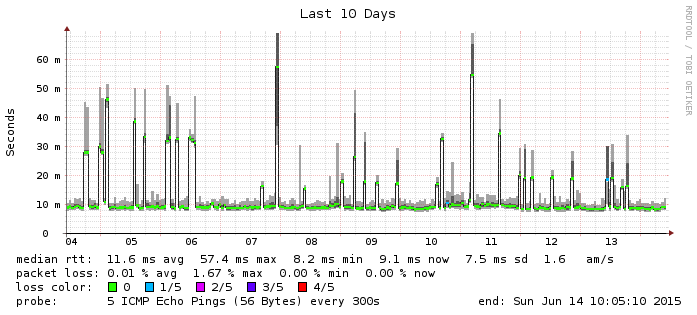 Last 10 Days
RRDTOOL / TOBI OETIKER
Seconds
60 m
50 m
40 m
30 m
20 m
10 m
0
04 05 06 07 08 09 10 11 12 13
median rtt: 11.6 ms avg 57.4 ms max 8.2 ms min 9.1 ms now 7.5 ms sd 1.6 am/s
packet loss: 0.01 % avg 1.67 % max 0.00 % min 0.00 % now
loss color: 0 1/5 2/5 3/5 4/5
probe: 5 ICMP Echo Pings (56 Bytes) every 300s end: Sun Jun 14 10:05:10 2015